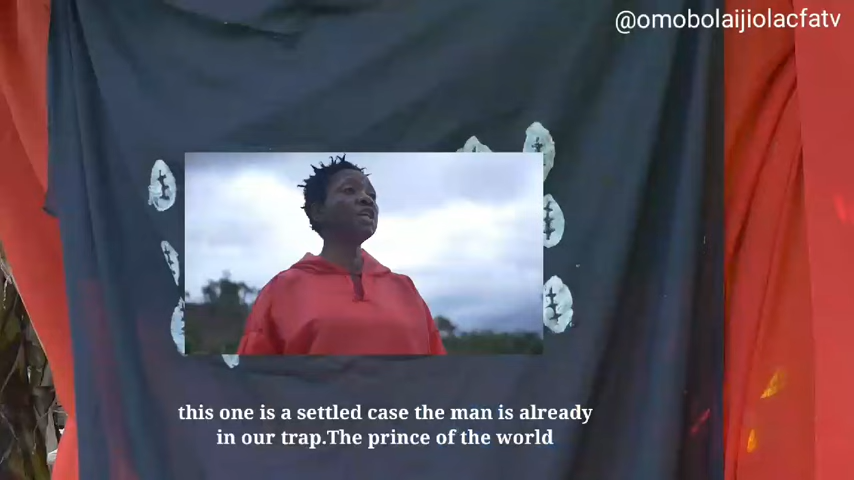 @omobolaijiolacfatv
this one is a settled case the man is already
in our trap.The prince of the world